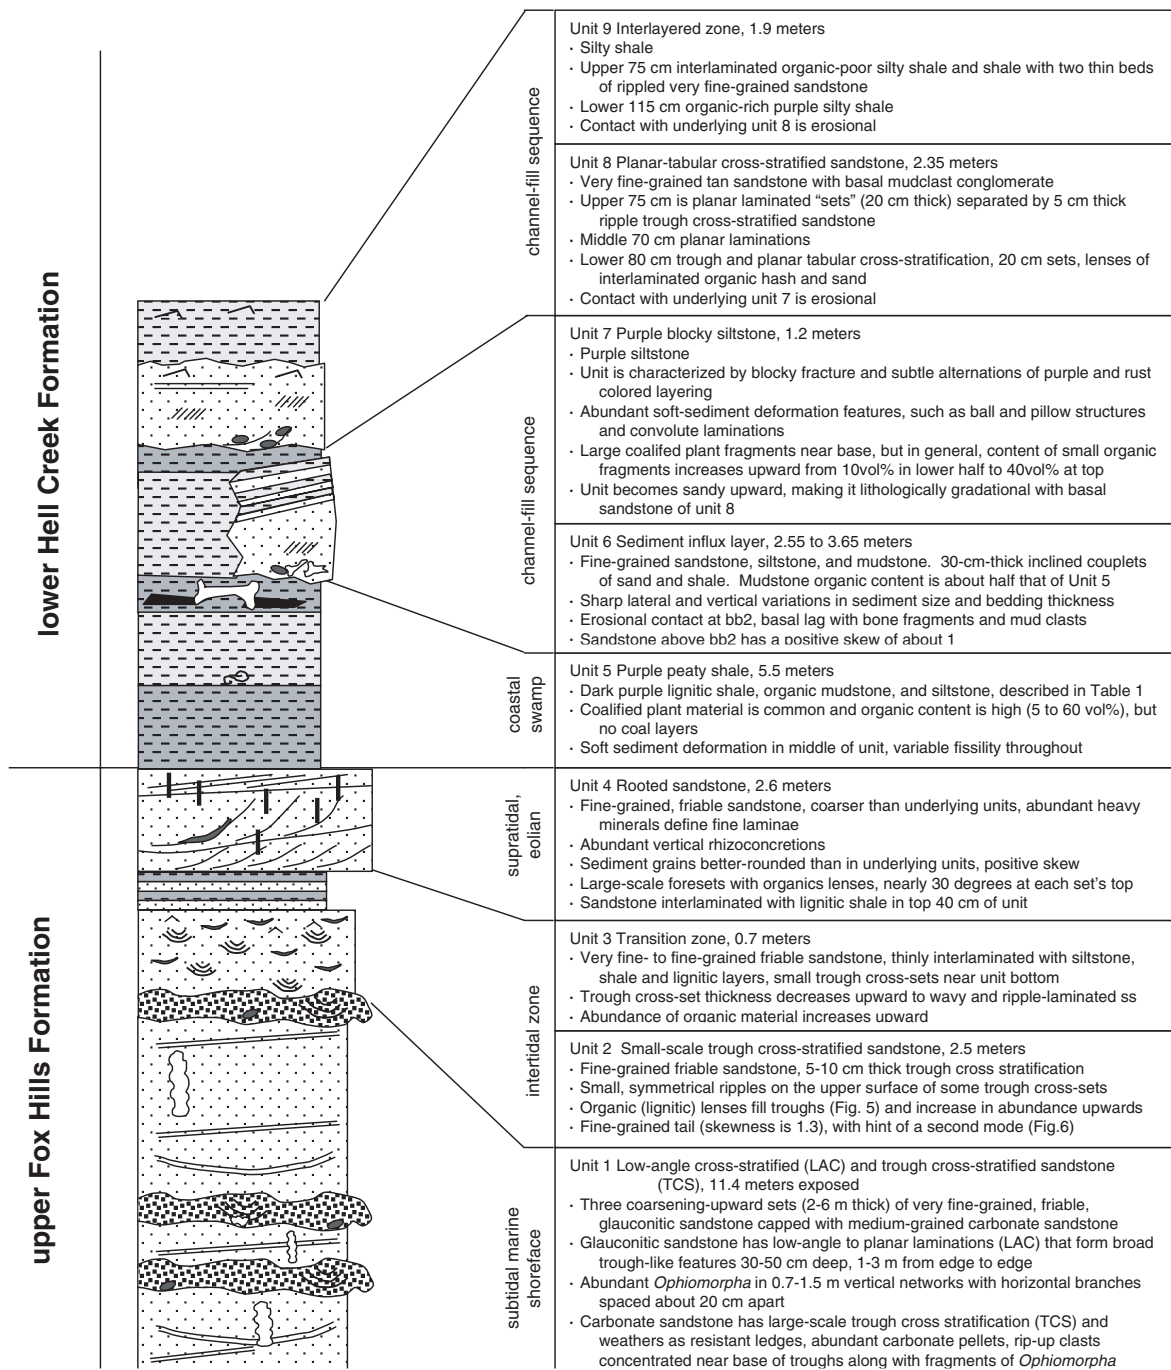 lower Hell Creek Formation
upper Fox Hills Formation
channel-fill sequence
Unit 9 Interlayered zone, 1.9 meters
· Silty shale
· Upper 75 cm interlaminated organic-poor silty shale and shale with two thin beds
of rippled very fine-grained sandstone
· Lower 115 cm organic-rich purple silty shale
· Contact with underlying unit 8 is erosional
Unit 8 Planar-tabular cross-stratified sandstone, 2.35 meters
· Very fine-grained tan sandstone with basal mudclast conglomerate
· Upper 75 cm is planar laminated “sets” (20 cm thick) separated by 5 cm thick
ripple trough cross-stratified sandstone
· Middle 70 cm planar laminations
· Lower 80 cm trough and planar tabular cross-stratification, 20 cm sets, lenses of
interlaminated organic hash and sand
· Contact with underlying unit 7 is erosional
channel-fill sequence
Unit 7 Purple blocky siltstone, 1.2 meters
· Purple siltstone
· Unit is characterized by blocky fracture and subtle alternations of purple and rust
colored layering
· Abundant soft-sediment deformation features, such as ball and pillow structures
and convolute laminations
· Large coalifed plant fragments near base, but in general, content of small organic
fragments increases upward from 10vol% in lower half to 40vol% at top
· Unit becomes sandy upward, making it lithologically gradational with basal
sandstone of unit 8
Unit 6 Sediment influx layer, 2.55 to 3.65 meters
· Fine-grained sandstone, siltstone, and mudstone. 30-cm-thick inclined couplets
of sand and shale. Mudstone organic content is about half that of Unit 5
· Sharp lateral and vertical variations in sediment size and bedding thickness
· Erosional contact at bb2, basal lag with bone fragments and mud clasts
· Sandstone above bb2 has a positive skew of about 1
coastal
swamp
Unit 5 Purple peaty shale, 5.5 meters
· Dark purple lignitic shale, organic mudstone, and siltstone, described in Table 1
· Coalified plant material is common and organic content is high (5 to 60 vol%), but
no coal layers
· Soft sediment deformation in middle of unit, variable fissility throughout
supratidal,
eolian
Unit 4 Rooted sandstone, 2.6 meters
· Fine-grained, friable sandstone, coarser than underlying units, abundant heavy
minerals define fine laminae
· Abundant vertical rhizoconcretions
· Sediment grains better-rounded than in underlying units, positive skew
· Large-scale foresets with organics lenses, nearly 30 degrees at each set's top
· Sandstone interlaminated with lignitic shale in top 40 cm of unit
intertidal zone
Unit 3 Transition zone, 0.7 meters
· Very fine- to fine-grained friable sandstone, thinly interlaminated with siltstone,
shale and lignitic layers, small trough cross-sets near unit bottom
· Trough cross-set thickness decreases upward to wavy and ripple-laminated ss
· Abundance of organic material increases upward
Unit 2 Small-scale trough cross-stratified sandstone, 2.5 meters
· Fine-grained friable sandstone, 5-10 cm thick trough cross stratification
· Small, symmetrical ripples on the upper surface of some trough cross-sets
· Organic (lignitic) lenses fill troughs (Fig. 5) and increase in abundance upwards
· Fine-grained tail (skewness is 1.3), with hint of a second mode (Fig.6)
subtidal marine
shoreface
Unit 1 Low-angle cross-stratified (LAC) and trough cross-stratified sandstone
(TCS), 11.4 meters exposed
· Three coarsening-upward sets (2-6 m thick) of very fine-grained, friable,
glauconitic sandstone capped with medium-grained carbonate sandstone
· Glauconitic sandstone has low-angle to planar laminations (LAC) that form broad
trough-like features 30-50 cm deep, 1-3 m from edge to edge
· Abundant Ophiomorpha in 0.7-1.5 m vertical networks with horizontal branches
spaced about 20 cm apart
· Carbonate sandstone has large-scale trough cross stratification (TCS) and
weathers as resistant ledges, abundant carbonate pellets, rip-up clasts
concentrated near base of troughs along with fragments of Ophiomorpha